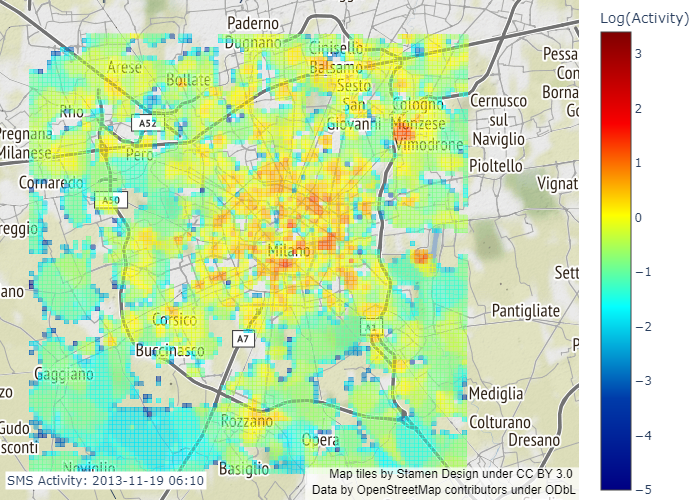 Log(Activity)
Paderno
Dugnano
Cinisello
Balsamo
Sesto
San
Giovanni
Arese
Bollate
Rho
A52
Pregnana
Milanese
Pero
Cologno
Monzese
Vimodrone
Cernusco
sul
Naviglio
Pioltello
Pessa
Con
Borna
Go
Vignat
Cornaredo
A50
reggio
Milano
ano
Sett
Pantigliate
Corsico
Buccinasco
A7
A1
P
Gaggiano
zo
Gudo
sconti
Rozzano
Opera
Mediglia
Colturano
Dresano
Noviglio
Basiglio
3
2
1
0
−1
−2
−3
−4
−5
SMS Activity: 2013-11-19 06:10
Map tiles by Stamen Design under CC BY 3.0
Data by OpenStreetMap contributors under ODbL